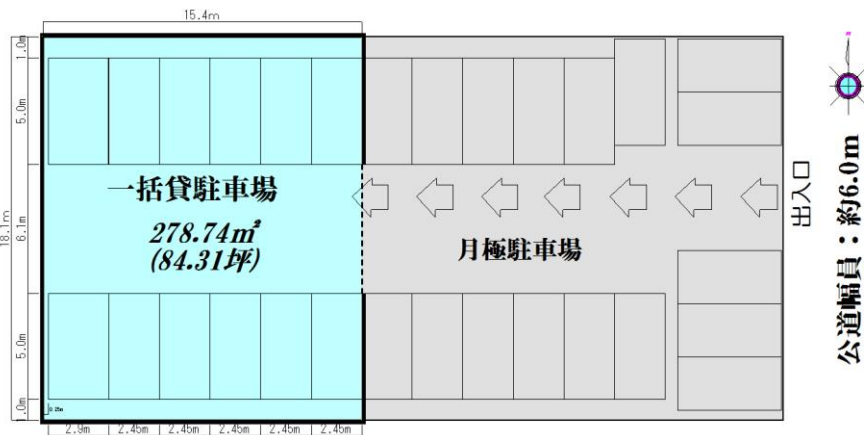 15.4m
1.0m
5.0m
18.1m
6.1m
5.0m
1.0m
一括貸駐車場
278.74㎡
(84.31坪)
月極駐車場
出入口
公道幅員：約6.0m
0.25m
2.9m 2.45m 2.45m 2.45m 2.45m 2.45m